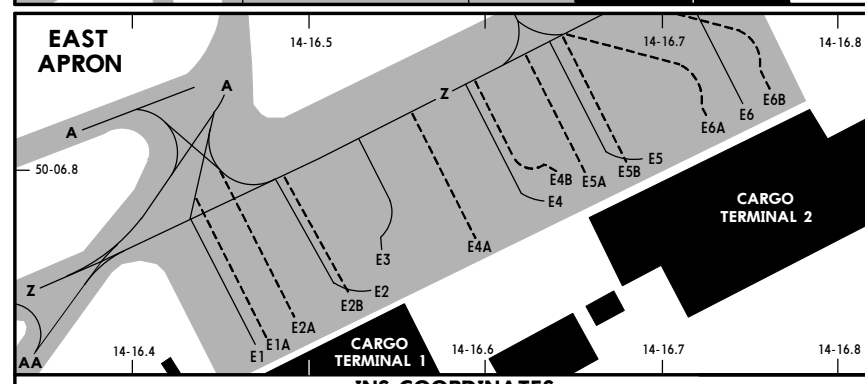 EAST
APRON
14-16.5
14-16.7
14-16.8
A
A
Z
E6B
E6
E6A
50-06.8
E5
E5B
E5A
E4B
E4
CARGO
TERMINAL 2
E4A
E3
Z
E2
E2B
E2A
E1A
E1
CARGO
TERMINAL 1
14-16.4
14-16.6
14-16.7
14-16.8
AA